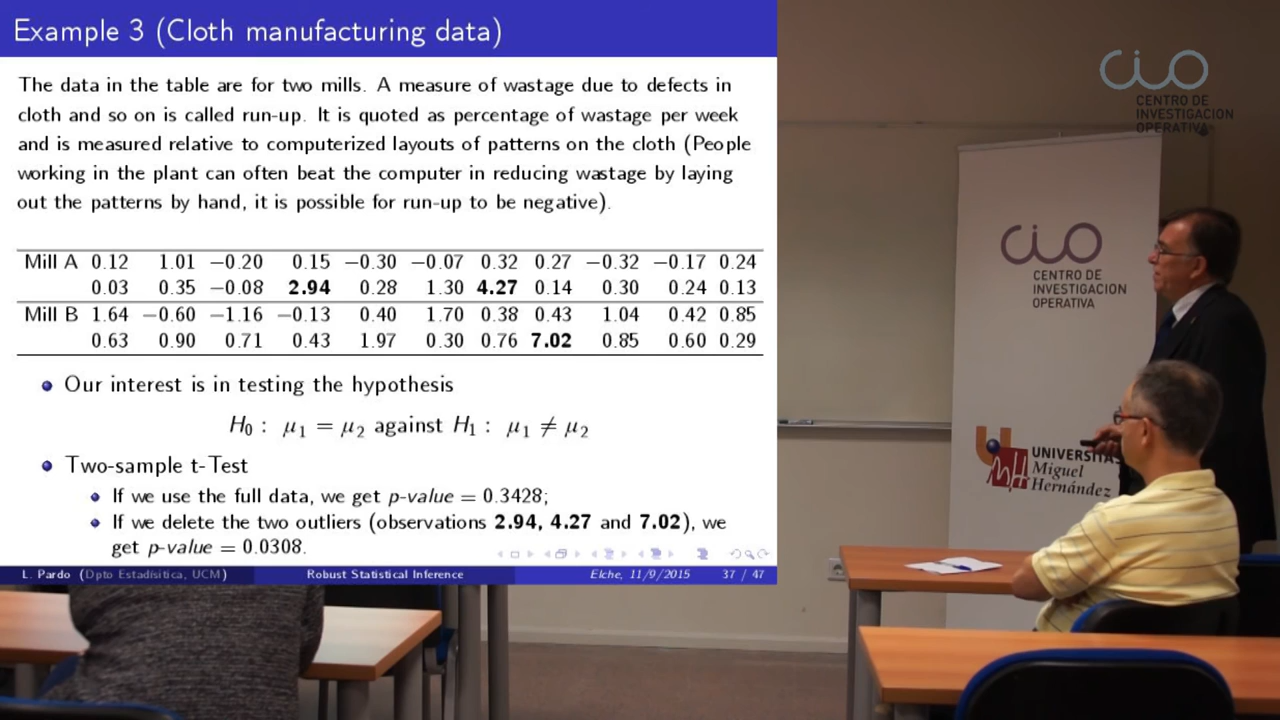 Example 3 (Cloth manufacturing data)
The data in the table are for two mills. A measure of wastage due to defects in
cloth and so on is called run-up. It is quoted as percentage of wastage per week
and is measured relative to computerized layouts of patterns on the cloth (People
working in the plant can often beat the computer in reducing wastage by laying
out the patterns by hand, it is possible for run-up to be negative).
Mill A 0.12 1.01 −0.20 0.15 −0.30 −0.07 0.32 0.27 −0.32 −0.17 0.24
0.03 0.35 −0.08 2.94 0.28 1.30 4.27 0.14 0.30 0.24 0.13
Mill B 1.64 −0.60 −1.16 −0.13 0.40 1.70 0.38 0.43 1.04 0.42 0.85
0.63 0.90 0.71 0.43 1.97 0.30 0.76 7.02 0.85 0.60 0.29
Our interest is in testing the hypothesis
H₀ : μ₁ = μ₂ against H₁ : μ₁ ≠ μ₂
Two-sample t-Test
If we use the full data, we get p-value = 0.3428;
If we delete the two outliers (observations 2.94, 4.27 and 7.02), we
get p-value = 0.0308.
L. Pardo (Dpto Estadísitica, UCM) Robust Statistical Inference Elche, 11/9/2015 37 / 47
CIO
CENTRO DE
INVESTIGACION
OPERATIVA
CIO
CENTRO DE
INVESTIGACION
OPERATIVA
UNIVERSITAS
Miguel
Hernández